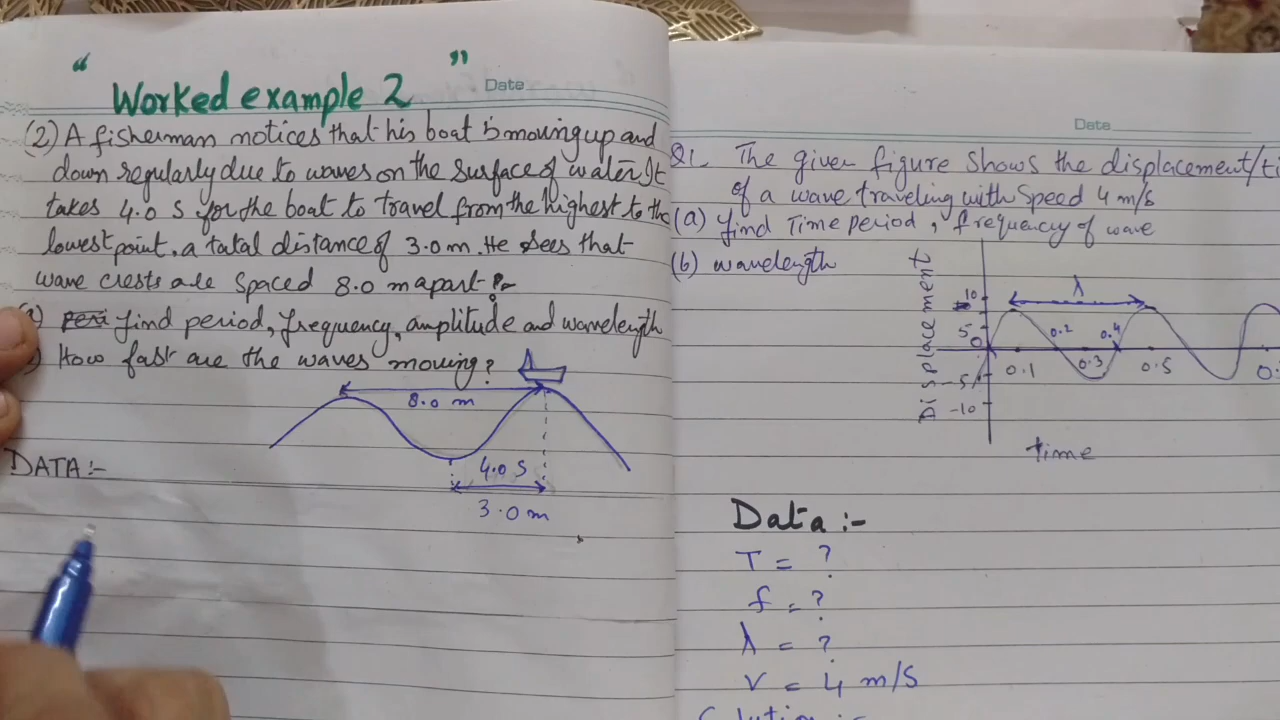 " Worked example 2 "
Date
(2) A fisherman notices that his boat is moving up and
down regularly due to waves on the surface of water. It
takes 4.0 S for the boat to travel from the highest to the
lowest point, a total distance of 3.0 m. He sees that
wave crests are spaced 8.0 m apart :-
find period, frequency, amplitude and wavelength
How fast are the waves moving?
8.0 m
4.0 S
3.0 m
DATA :-
Date
Q1. The given figure shows the displacement/ti
of a wave traveling with speed 4 m/s
(a) find Time period, frequency of wave
(b) wavelength
Displacement
10
5
0
-5
-10
λ
0.1
0.2
0.3
0.4
0.5
0.
time
Data :-
T = ?
f = ?
λ = ?
V = 4 m/S